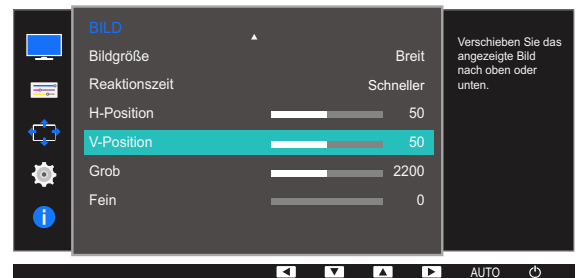 BILD
Bildgröße Breit
Reaktionszeit Schneller
H-Position 50
V-Position 50
Grob 2200
Fein 0
Verschieben Sie das
angezeigte Bild
nach oben oder
unten.
AUTO